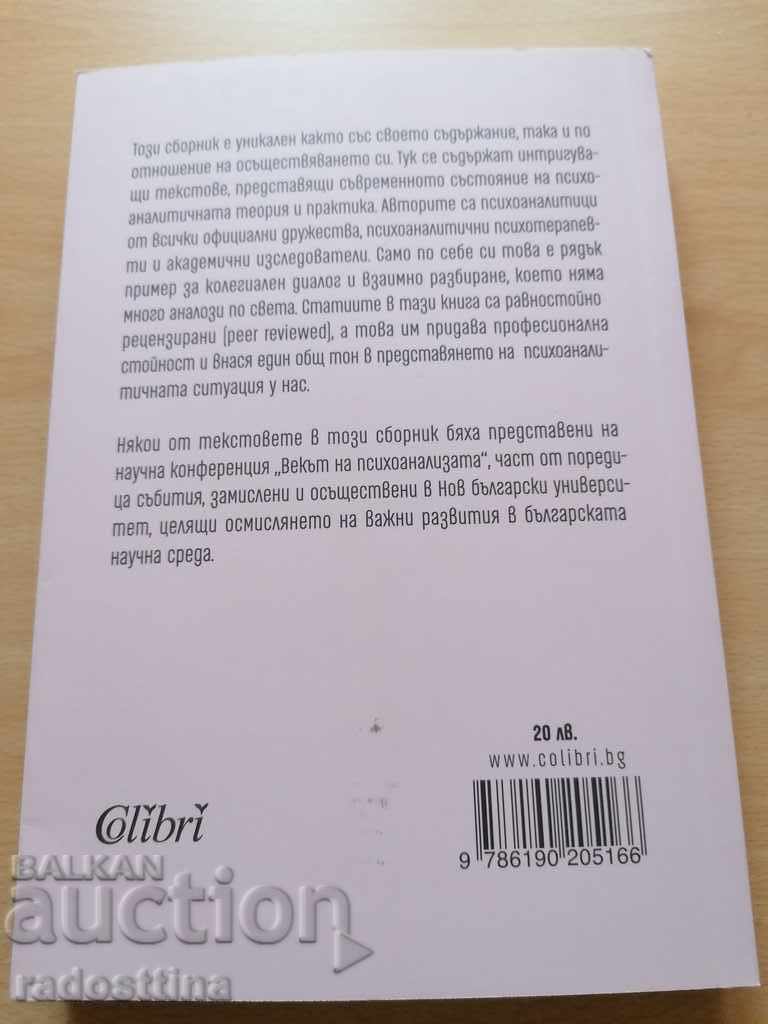 Този сборник е уникален както със своето съдържание, така и по
отношение на осъществяването си. Тук се съдържат интригува-
щи текстове, представящи съвременното състояние на психо-
аналитичната теория и практика. Авторите са психоаналитици
от всички официални дружества, психоаналитични психотерапев-
ти и академични изследователи. Само по себе си това е рядък
пример за колегиален диалог и взаимно разбиране, което няма
много аналози по света. Статиите в тази книга са равностойно
рецензирани (peer reviewed), а това им придава професионална
стойност и внася един общ тон в представянето на психоанали-
тичната ситуация у нас.
Някои от текстовете в този сборник бяха представени на
научна конференция „Векът на психоанализата“, част от пореди-
ца събития, замислени и осъществени в Нов български универси-
тет, целящи осмислянето на важни развития в българската
научна среда.
20 лв.
www.colibri.bg
Colibri
9 786190 205166
BALKAN
auction
radosttina